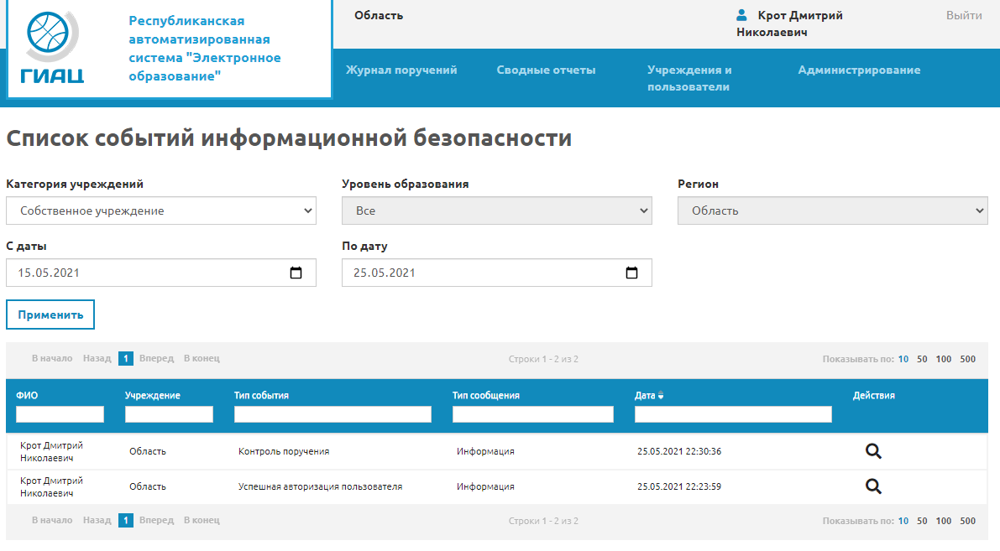 ГИАЦ
Республиканская
автоматизированная
система "Электронное
образование"
Область
Крот Дмитрий
Николаевич
Выйти
Журнал поручений
Сводные отчеты
Учреждения и
пользователи
Администрирование
Список событий информационной безопасности
Категория учреждений
Уровень образования
Регион
Собственное учреждение
Все
Область
С даты
По дату
15.05.2021
25.05.2021
Применить
В начало Назад 1 Вперед В конец
Строки 1 - 2 из 2
Показывать по: 10 50 100 500
ФИО
Учреждение
Тип события
Тип сообщения
Дата
Действия
Крот Дмитрий
Николаевич
Область
Контроль поручения
Информация
25.05.2021 22:30:36
Крот Дмитрий
Николаевич
Область
Успешная авторизация пользователя
Информация
25.05.2021 22:23:59
В начало Назад 1 Вперед В конец
Строки 1 - 2 из 2
Показывать по: 10 50 100 500